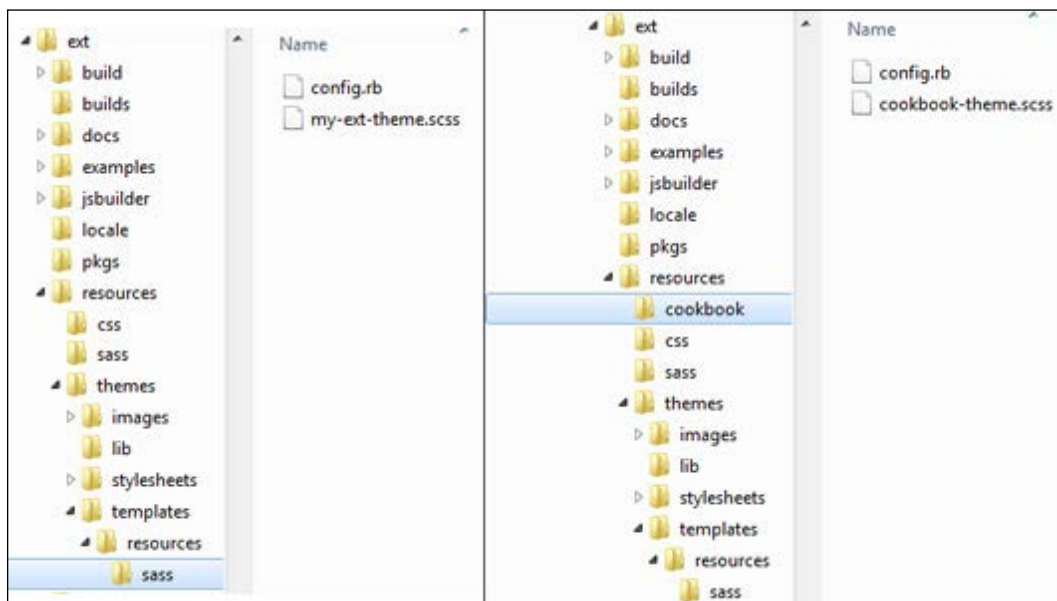 ext
build
builds
docs
examples
jsbuilder
locale
pkgs
resources
css
sass
themes
images
lib
stylesheets
templates
resources
sass
Name
config.rb
my-ext-theme.scss
ext
build
builds
docs
examples
jsbuilder
locale
pkgs
resources
cookbook
css
sass
themes
images
lib
stylesheets
templates
resources
sass
Name
config.rb
cookbook-theme.scss